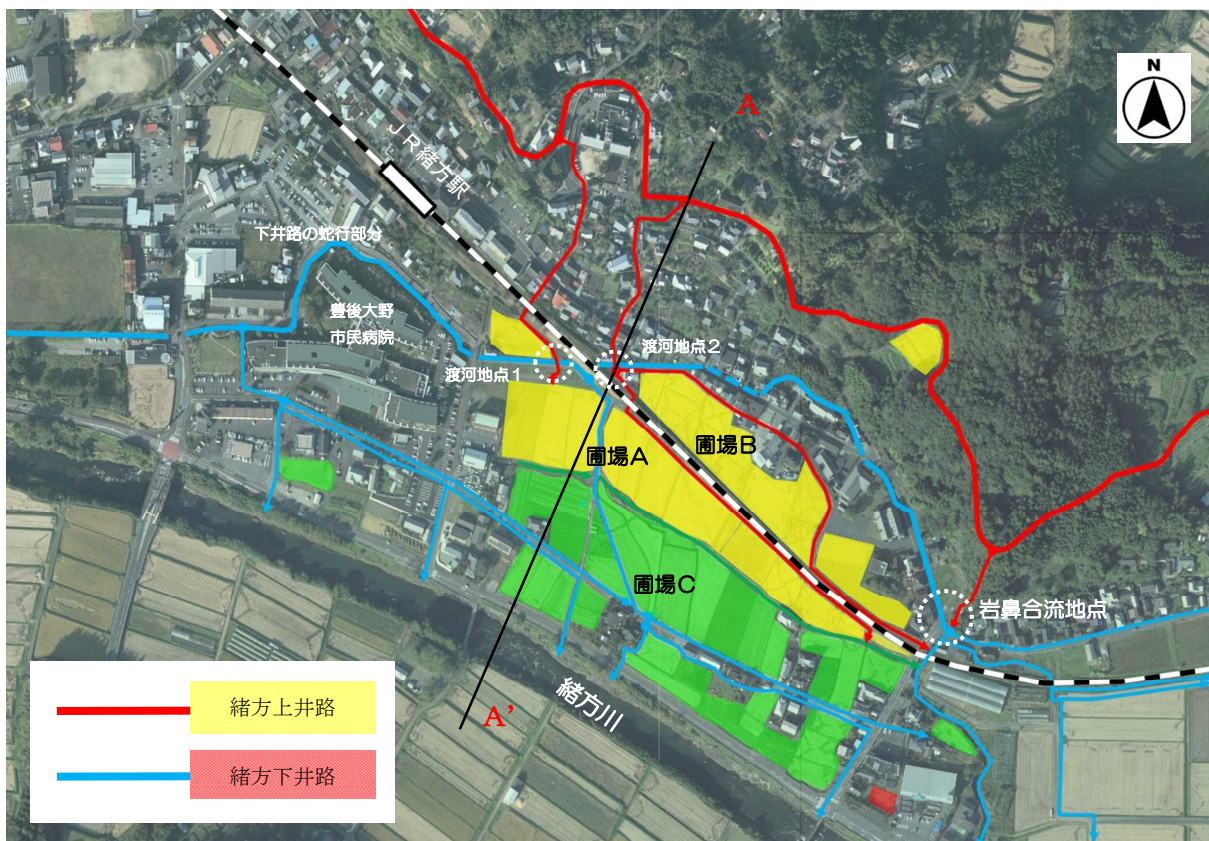 N
A
JR緒方駅
下井路の蛇行部分
豊後大野
市民病院
渡河地点2
渡河地点1
圃場B
圃場A
圃場C
岩鼻合流地点
緒方川
A’
緒方上井路
緒方下井路